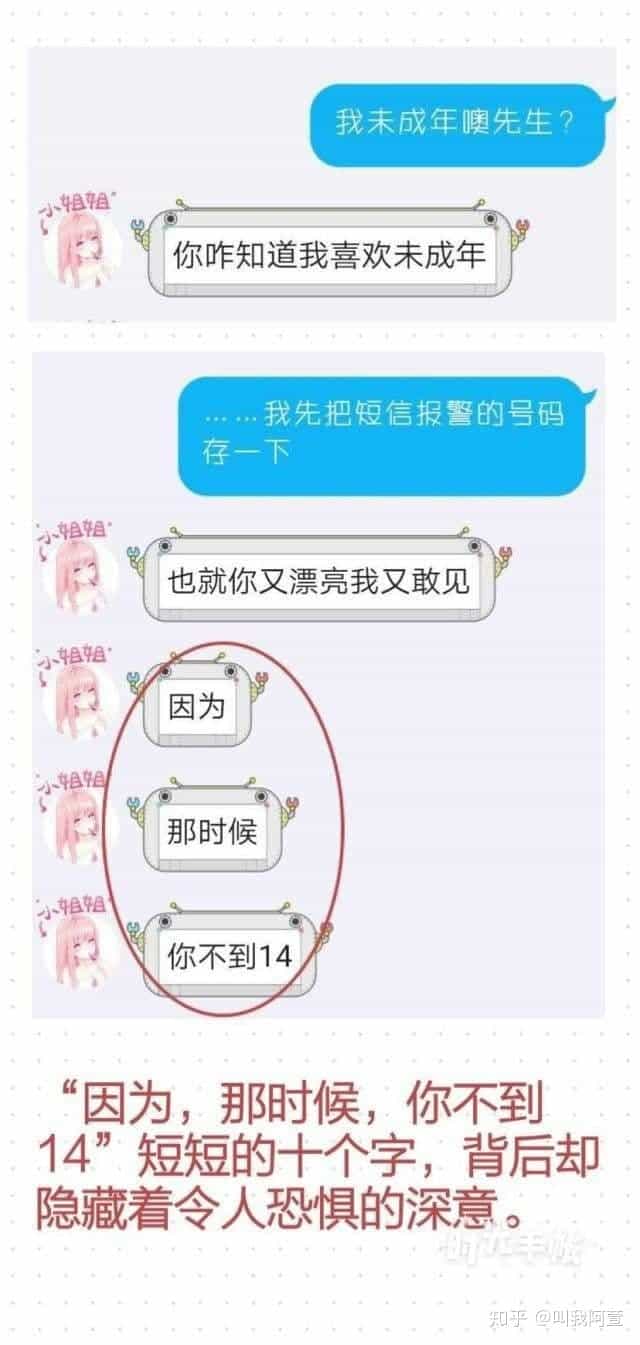 我未成年噢先生？
小姐姐
你咋知道我喜欢未成年
……我先把短信报警的号码
存一下
小姐姐
也就你又漂亮我又敢见
小姐姐
因为
小姐姐
那时候
小姐姐
你不到14
“因为，那时候，你不到
14”短短的十个字，背后却
隐藏着令人恐惧的深意。
时光手帐
知乎 @叫我阿萱